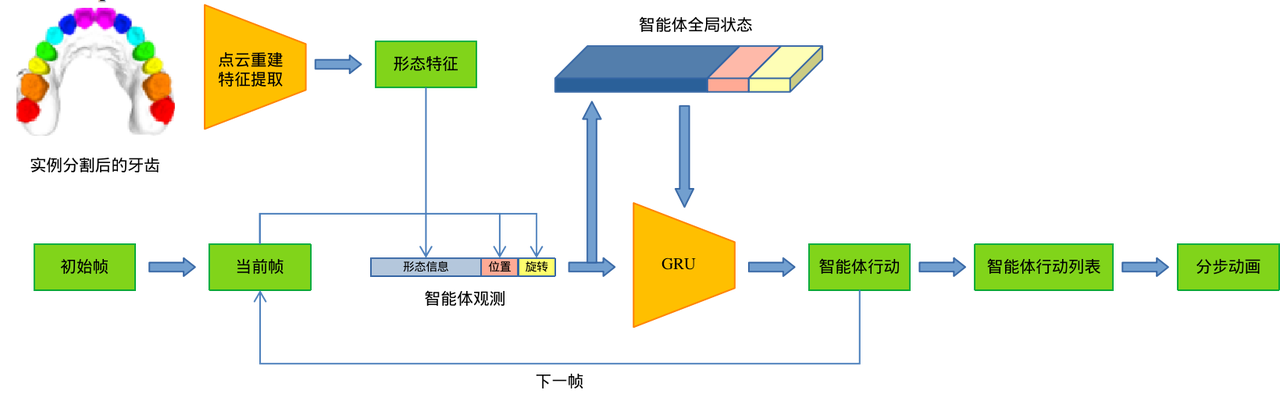 智能体全局状态
点云重建
特征提取
形态特征
实例分割后的牙齿
初始帧
当前帧
形态信息
位置
旋转
智能体观测
GRU
智能体行动
智能体行动列表
分步动画
下一帧